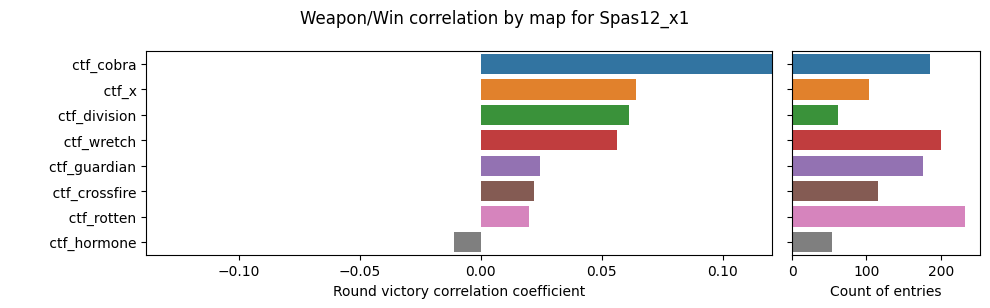 Weapon/Win correlation by map for Spas12_x1
ctf_cobra
ctf_x
ctf_division
ctf_wretch
ctf_guardian
ctf_crossfire
ctf_rotten
ctf_hormone
−0.10 −0.05 0.00 0.05 0.10
0 100 200
Round victory correlation coefficient
Count of entries